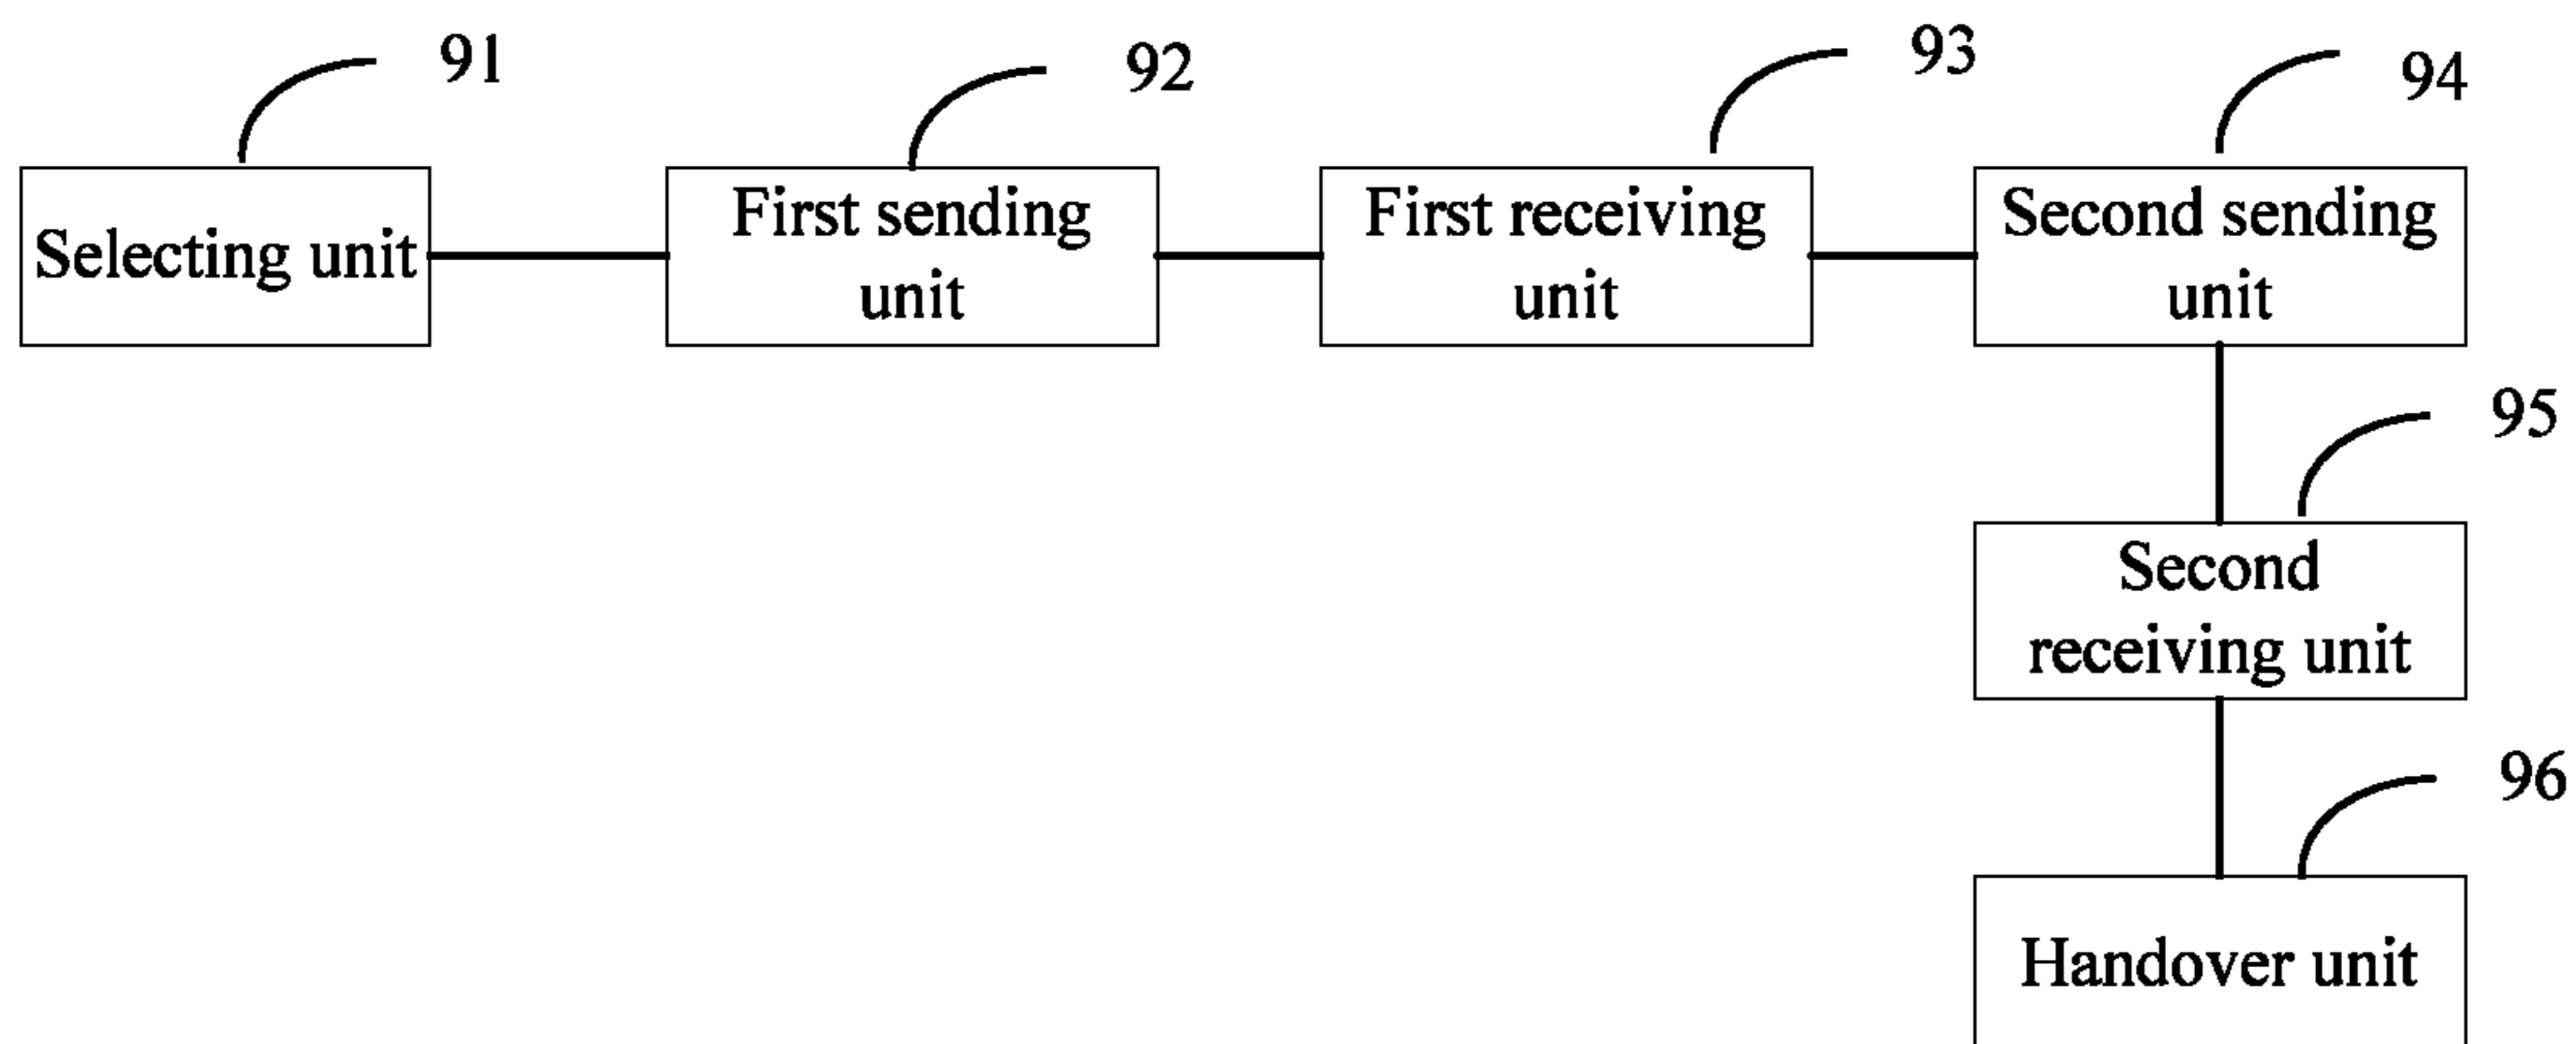 91
92
93
94
Selecting unit
First sending
unit
First receiving
unit
Second sending
unit
95
Second
receiving unit
96
Handover unit